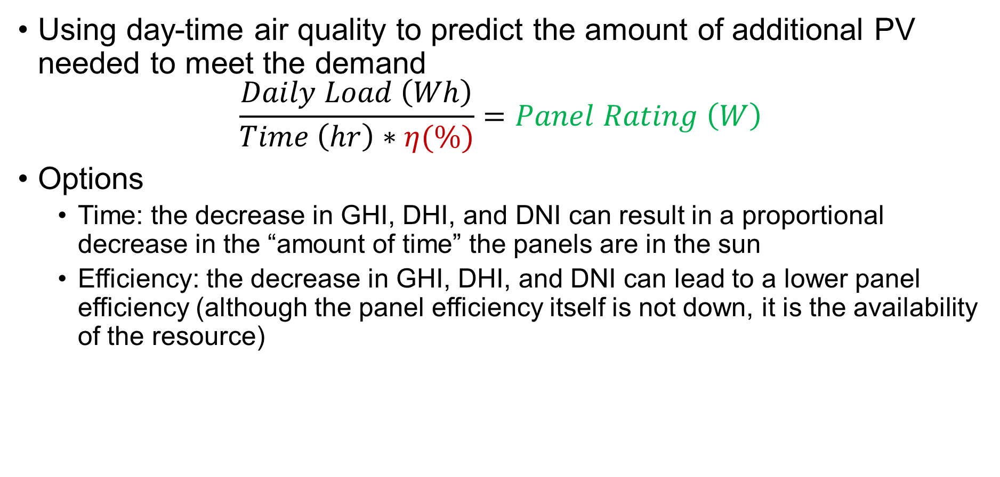 • Using day-time air quality to predict the amount of additional PV
needed to meet the demand
Daily Load (Wh)
Time (hr) * η(%)
= Panel Rating (W)
• Options
• Time: the decrease in GHI, DHI, and DNI can result in a proportional
decrease in the “amount of time” the panels are in the sun
• Efficiency: the decrease in GHI, DHI, and DNI can lead to a lower panel
efficiency (although the panel efficiency itself is not down, it is the availability
of the resource)